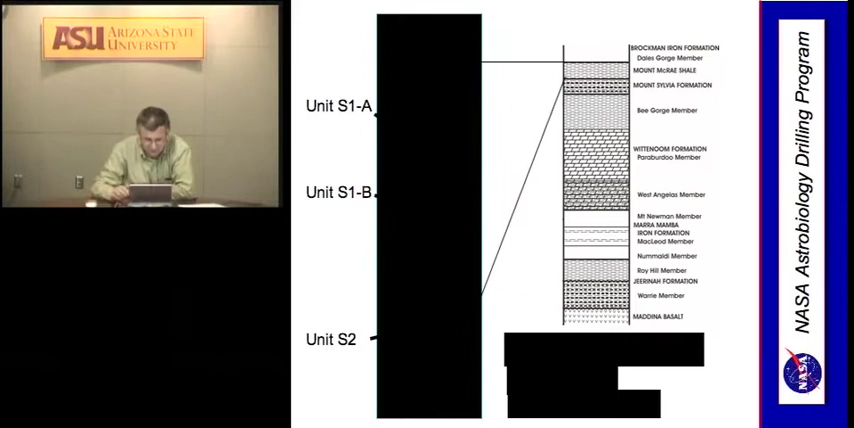 ASU ARIZONA STATE
UNIVERSITY
Unit S1-A
Unit S1-B
Unit S2
BROCKMAN IRON FORMATION
Dales Gorge Member
MOUNT McRAE SHALE
MOUNT SYLVIA FORMATION
Bee Gorge Member
WITTENOOM FORMATION
Paraburdoo Member
West Angelas Member
Mt Newman Member
MARRA MAMBA
IRON FORMATION
MacLeod Member
Nummaldi Member
Roy Hill Member
JEERINAH FORMATION
Warrie Member
MADDINA BASALT
NASA Astrobiology Drilling Program
NASA